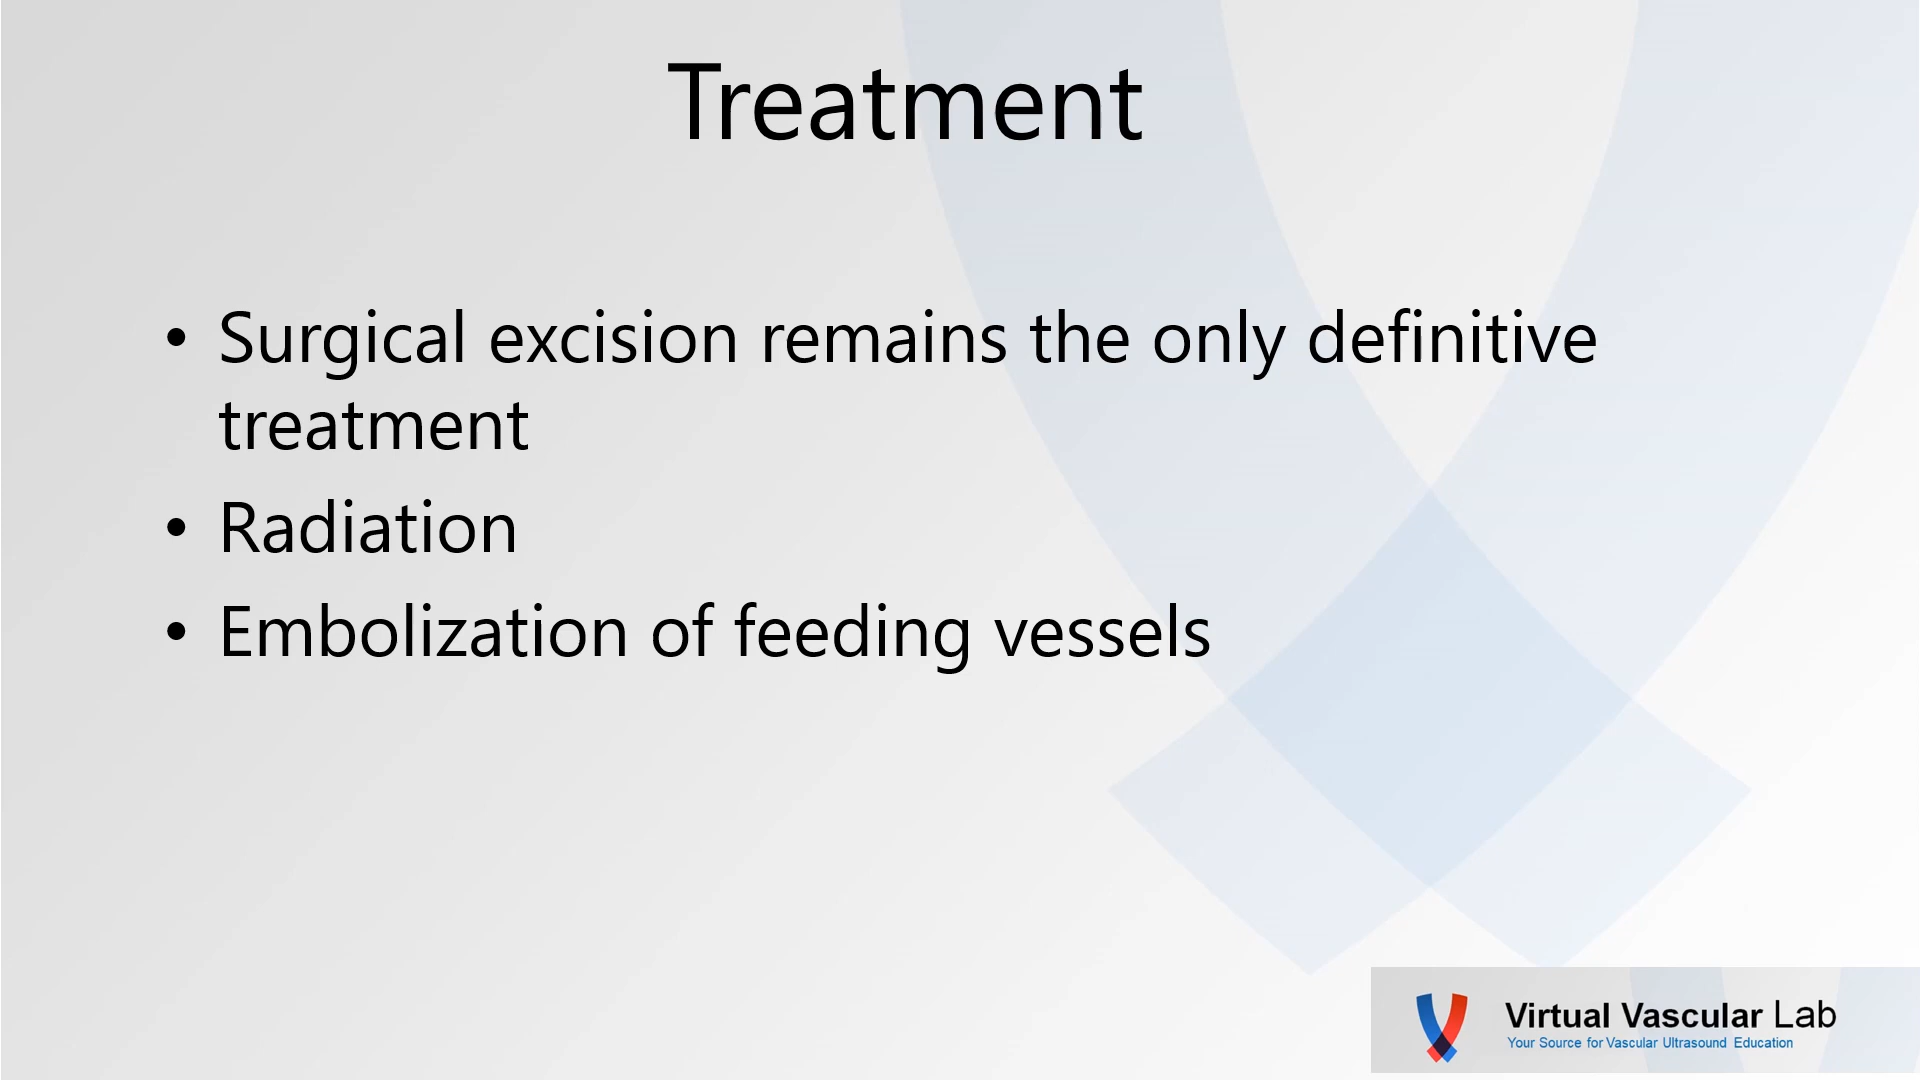 Treatment
• Surgical excision remains the only definitive
treatment
• Radiation
• Embolization of feeding vessels
Virtual Vascular Lab
Your Source for Vascular Ultrasound Education